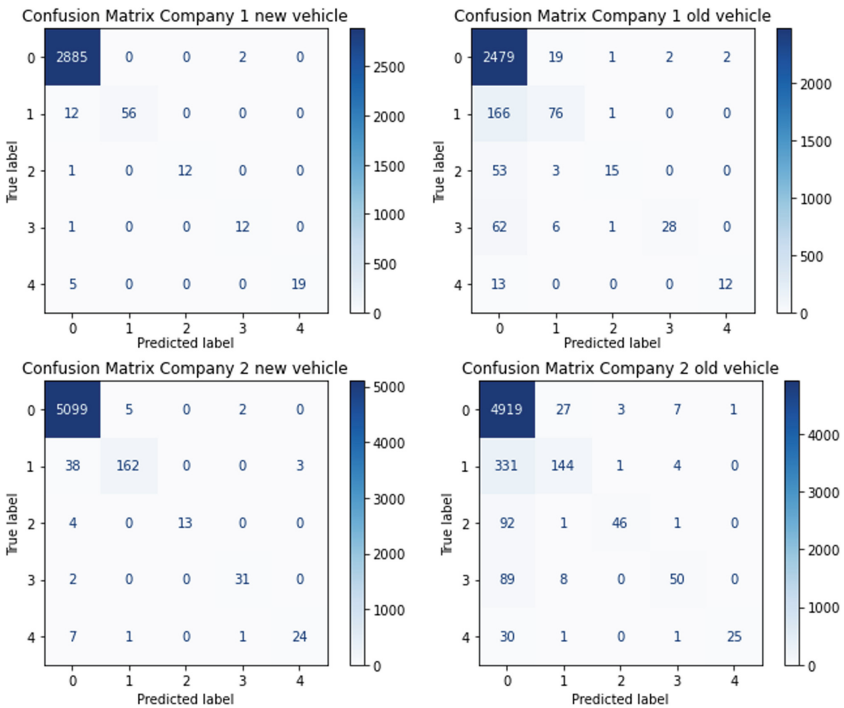 Confusion Matrix Company 1 new vehicle
True label
0 2885 0 0 2 0
1 12 56 0 0 0
2 1 0 12 0 0
3 1 0 0 12 0
4 5 0 0 0 19
0 1 2 3 4
Predicted label
2500
2000
1500
1000
500
0
Confusion Matrix Company 1 old vehicle
True label
0 2479 19 1 2 2
1 166 76 1 0 0
2 53 3 15 0 0
3 62 6 1 28 0
4 13 0 0 0 12
0 1 2 3 4
Predicted label
2000
1500
1000
500
0
Confusion Matrix Company 2 new vehicle
True label
0 5099 5 0 2 0
1 38 162 0 0 3
2 4 0 13 0 0
3 2 0 0 31 0
4 7 1 0 1 24
0 1 2 3 4
Predicted label
5000
4000
3000
2000
1000
0
Confusion Matrix Company 2 old vehicle
True label
0 4919 27 3 7 1
1 331 144 1 4 0
2 92 1 46 1 0
3 89 8 0 50 0
4 30 1 0 1 25
0 1 2 3 4
Predicted label
4000
3000
2000
1000
0